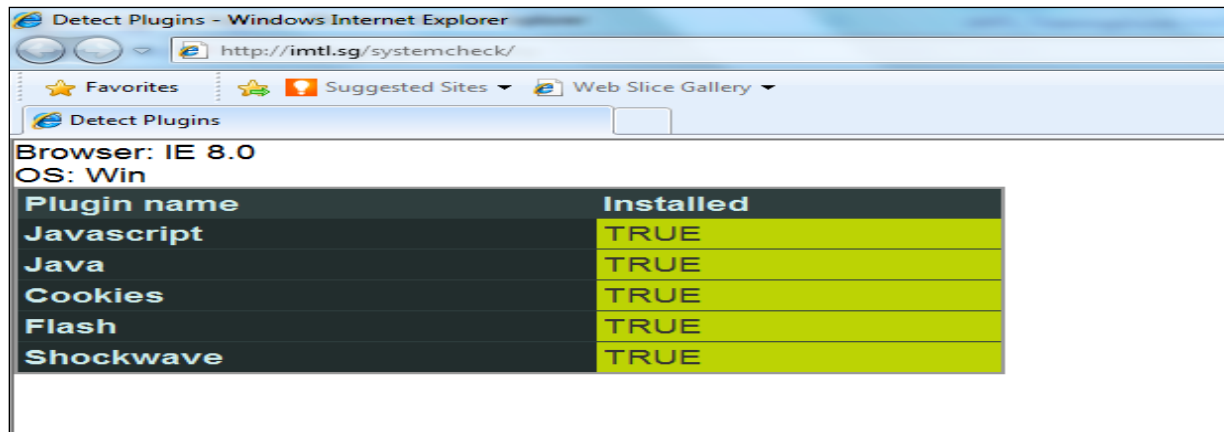 Detect Plugins - Windows Internet Explorer
http://imtl.sg/systemcheck/
Favorites Suggested Sites Web Slice Gallery
Detect Plugins
Browser: IE 8.0
OS: Win
Plugin name Installed
Javascript TRUE
Java TRUE
Cookies TRUE
Flash TRUE
Shockwave TRUE